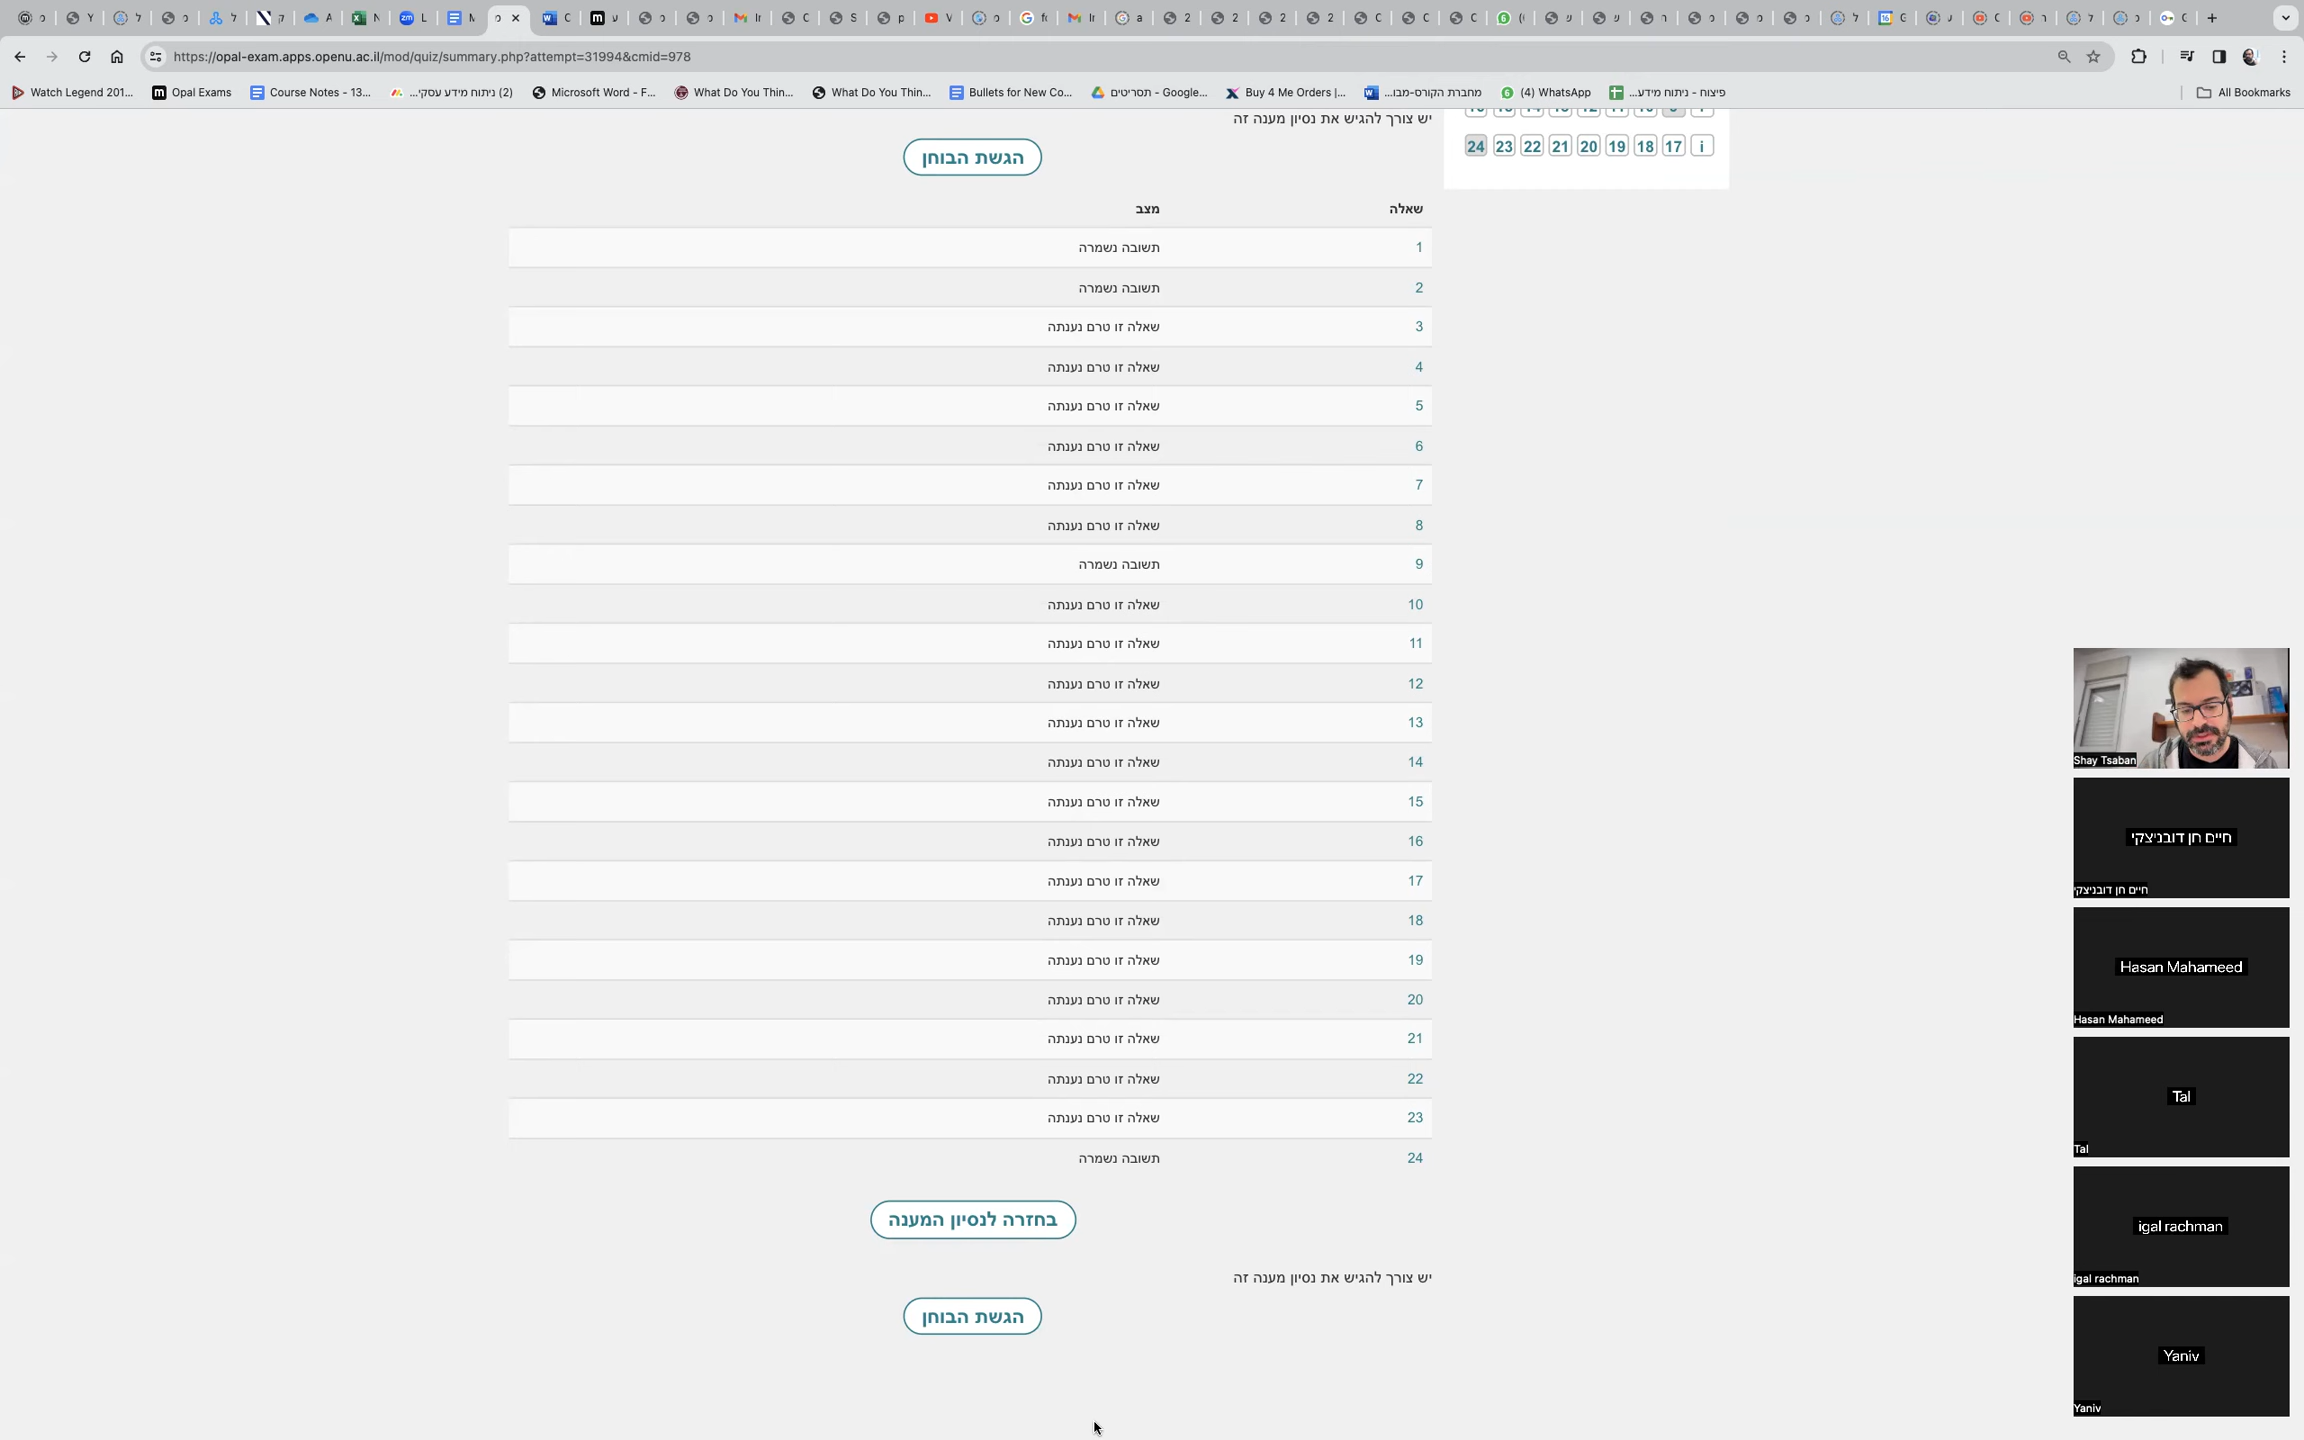 https://opal-exam.apps.openu.ac.il/mod/quiz/summary.php?attempt=31994&cmid=978
Watch Legend 201...
Opal Exams
Course Notes - 13...
(2) ניתוח מידע עסקי...
Microsoft Word - F...
What Do You Thin...
What Do You Thin...
Bullets for New Co...
תסריטים - Google...
Buy 4 Me Orders |...
מחברת הקורס-מבו...
(4) WhatsApp
פיצוח - ניתוח מידע...
All Bookmarks
יש צורך להגיש את נסיון מענה זה
הגשת הבוחן
i 17 18 19 20 21 22 23 24
שאלה מצב
1 תשובה נשמרה
2 תשובה נשמרה
3 שאלה זו טרם נענתה
4 שאלה זו טרם נענתה
5 שאלה זו טרם נענתה
6 שאלה זו טרם נענתה
7 שאלה זו טרם נענתה
8 שאלה זו טרם נענתה
9 תשובה נשמרה
10 שאלה זו טרם נענתה
11 שאלה זו טרם נענתה
12 שאלה זו טרם נענתה
13 שאלה זו טרם נענתה
14 שאלה זו טרם נענתה
15 שאלה זו טרם נענתה
16 שאלה זו טרם נענתה
17 שאלה זו טרם נענתה
18 שאלה זו טרם נענתה
19 שאלה זו טרם נענתה
20 שאלה זו טרם נענתה
21 שאלה זו טרם נענתה
22 שאלה זו טרם נענתה
23 שאלה זו טרם נענתה
24 תשובה נשמרה
בחזרה לנסיון המענה
יש צורך להגיש את נסיון מענה זה
הגשת הבוחן
Shay Tsaban
חיים חן דובניצקי
חיים חן דובניצקי
Hasan Mahameed
Hasan Mahameed
Tal
Tal
igal rachman
igal rachman
Yaniv
Yaniv